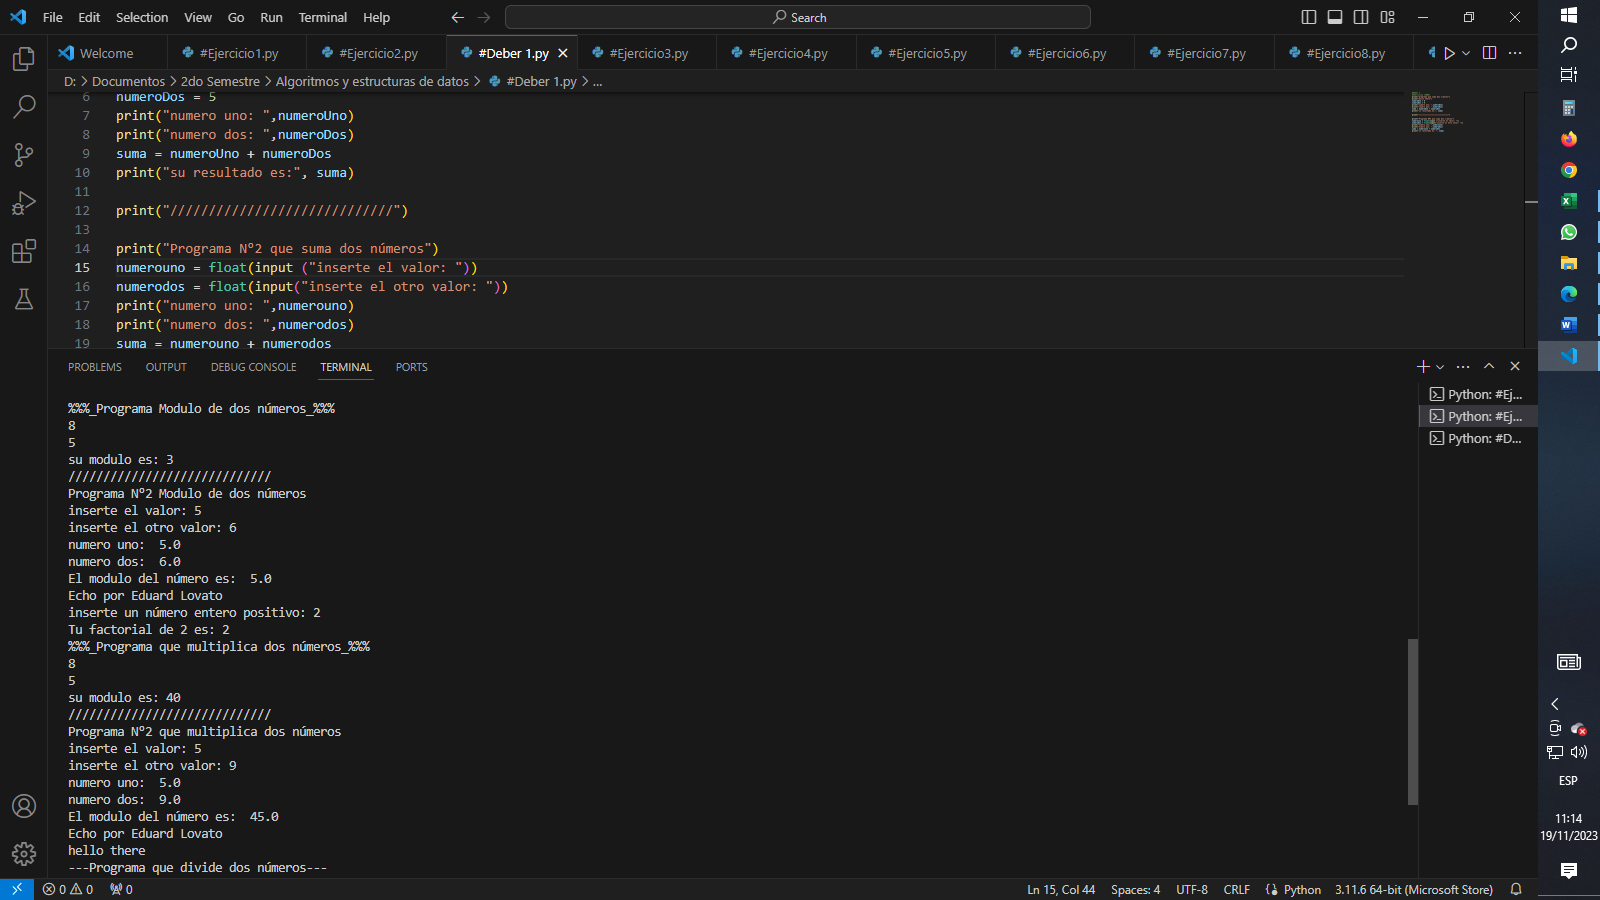 File Edit Selection View Go Run Terminal Help Search
Welcome #Ejercicio1.py #Ejercicio2.py #Deber 1.py #Ejercicio3.py #Ejercicio4.py #Ejercicio5.py #Ejercicio6.py #Ejercicio7.py #Ejercicio8.py
D: > Documentos > 2do Semestre > Algoritmos y estructuras de datos > #Deber 1.py > ...
6 numeroDos = 5
7 print("numero uno: ",numeroUno)
8 print("numero dos: ",numeroDos)
9 suma = numeroUno + numeroDos
10 print("su resultado es:", suma)
11
12 print("/////////////////////////////")
13
14 print("Programa Nº2 que suma dos números")
15 numerouno = float(input ("inserte el valor: "))
16 numerodos = float(input("inserte el otro valor: "))
17 print("numero uno: ",numerouno)
18 print("numero dos: ",numerodos)
19 suma = numerouno + numerodos
PROBLEMS OUTPUT DEBUG CONSOLE TERMINAL PORTS
Python: #Ej...
Python: #Ej...
Python: #D...
%%%_Programa Modulo de dos números_%%%
8
5
su modulo es: 3
/////////////////////////////
Programa Nº2 Modulo de dos números
inserte el valor: 5
inserte el otro valor: 6
numero uno:  5.0
numero dos:  6.0
El modulo del número es:  5.0
Echo por Eduard Lovato
inserte un número entero positivo: 2
Tu factorial de 2 es: 2
%%%_Programa que multiplica dos números_%%%
8
5
su modulo es: 40
/////////////////////////////
Programa Nº2 que multiplica dos números
inserte el valor: 5
inserte el otro valor: 9
numero uno:  5.0
numero dos:  9.0
El modulo del número es:  45.0
Echo por Eduard Lovato
hello there
---Programa que divide dos números---
ESP
11:14
19/11/2023
0 0 0 Ln 15, Col 44 Spaces: 4 UTF-8 CRLF Python 3.11.6 64-bit (Microsoft Store)